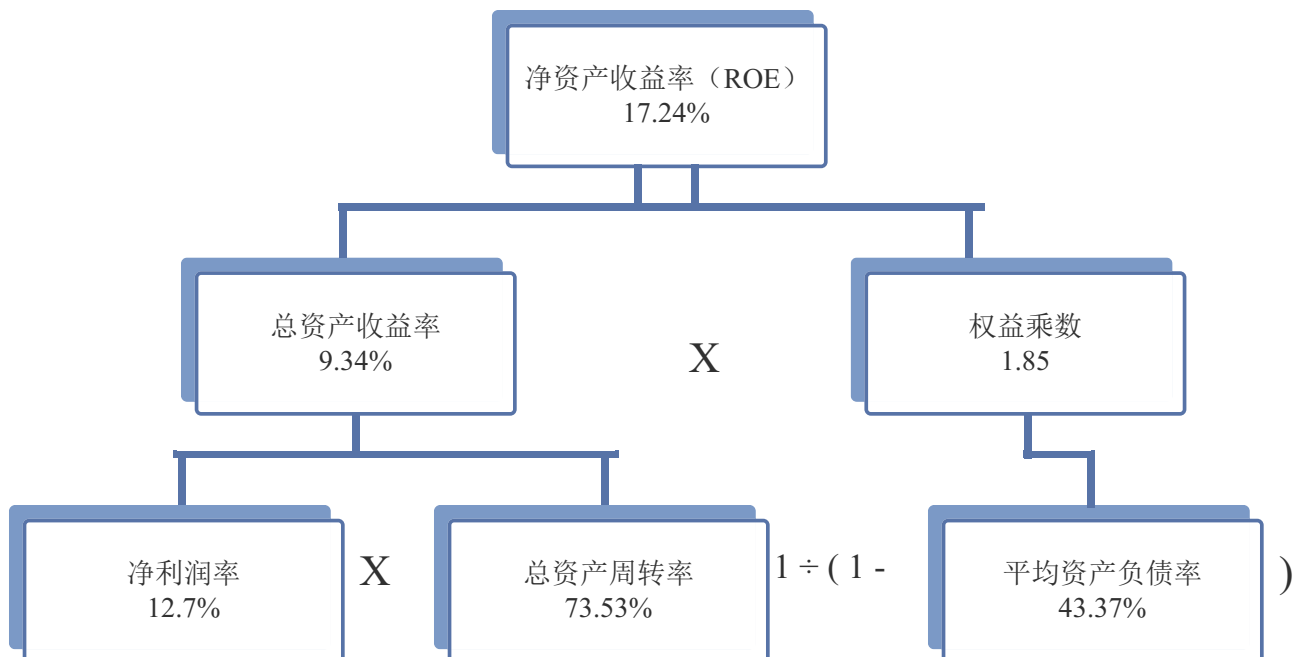 净资产收益率（ROE）
17.24%
总资产收益率
9.34%
X
权益乘数
1.85
净利润率
12.7%
X
总资产周转率
73.53%
1 ÷ ( 1 -
平均资产负债率
43.37%
)